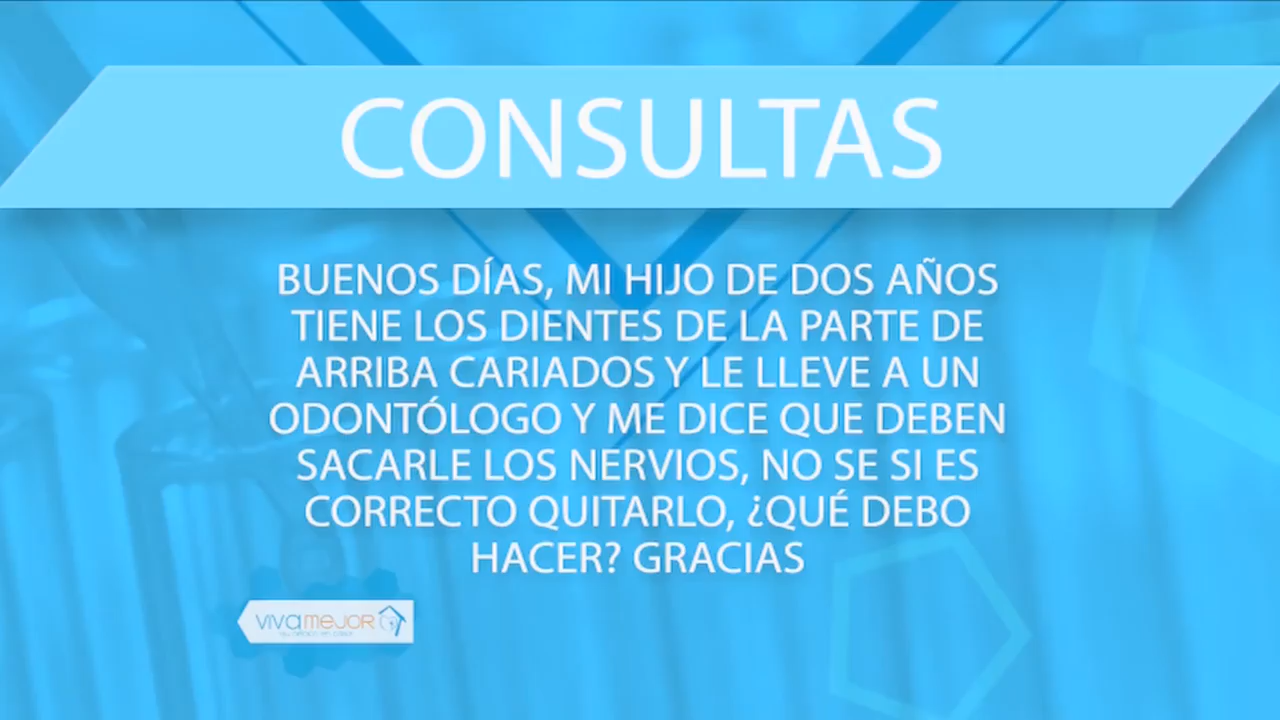 CONSULTAS
BUENOS DÍAS, MI HIJO DE DOS AÑOS
TIENE LOS DIENTES DE LA PARTE DE
ARRIBA CARIADOS Y LE LLEVE A UN
ODONTÓLOGO Y ME DICE QUE DEBEN
SACARLE LOS NERVIOS, NO SE SI ES
CORRECTO QUITARLO, ¿QUÉ DEBO
HACER? GRACIAS
VIVAMEJOR